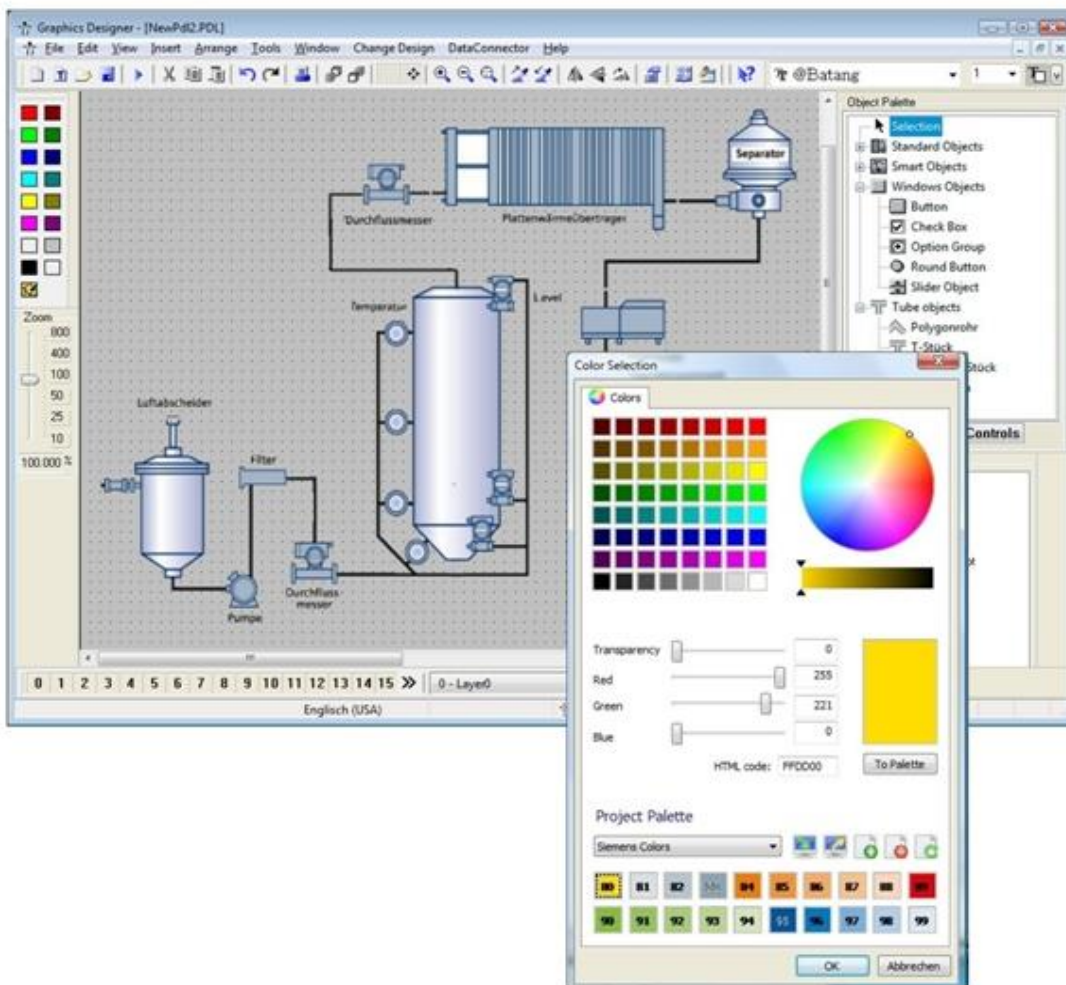 Graphics Designer - [NewPdl2.PDL]
File Edit View Insert Arrange Tools Window Change Design DataConnector Help
@Batang 1
Object Palette
Selection
Standard Objects
Smart Objects
Windows Objects
Button
Check Box
Option Group
Round Button
Slider Object
Tube objects
Polygonrohr
T-Stück
Stück
Controls
Zoom
800
400
100
50
25
10
100.000 %
Separator
Durchflussmesser
Plattenwärmeübertrager
Temperatur
Level
Luftabscheider
Filter
Durchfluss
messer
Pumpe
0 1 2 3 4 5 6 7 8 9 10 11 12 13 14 15 0 - Layer0
Englisch (USA)
Color Selection
Colors
Transparency 0
Red 255
Green 221
Blue 0
HTML code: FFDD00
To Palette
Project Palette
Siemens Colors
80 81 82 84 85 86 87 88 89
90 91 92 93 94 95 96 97 98 99
OK Abbrechen